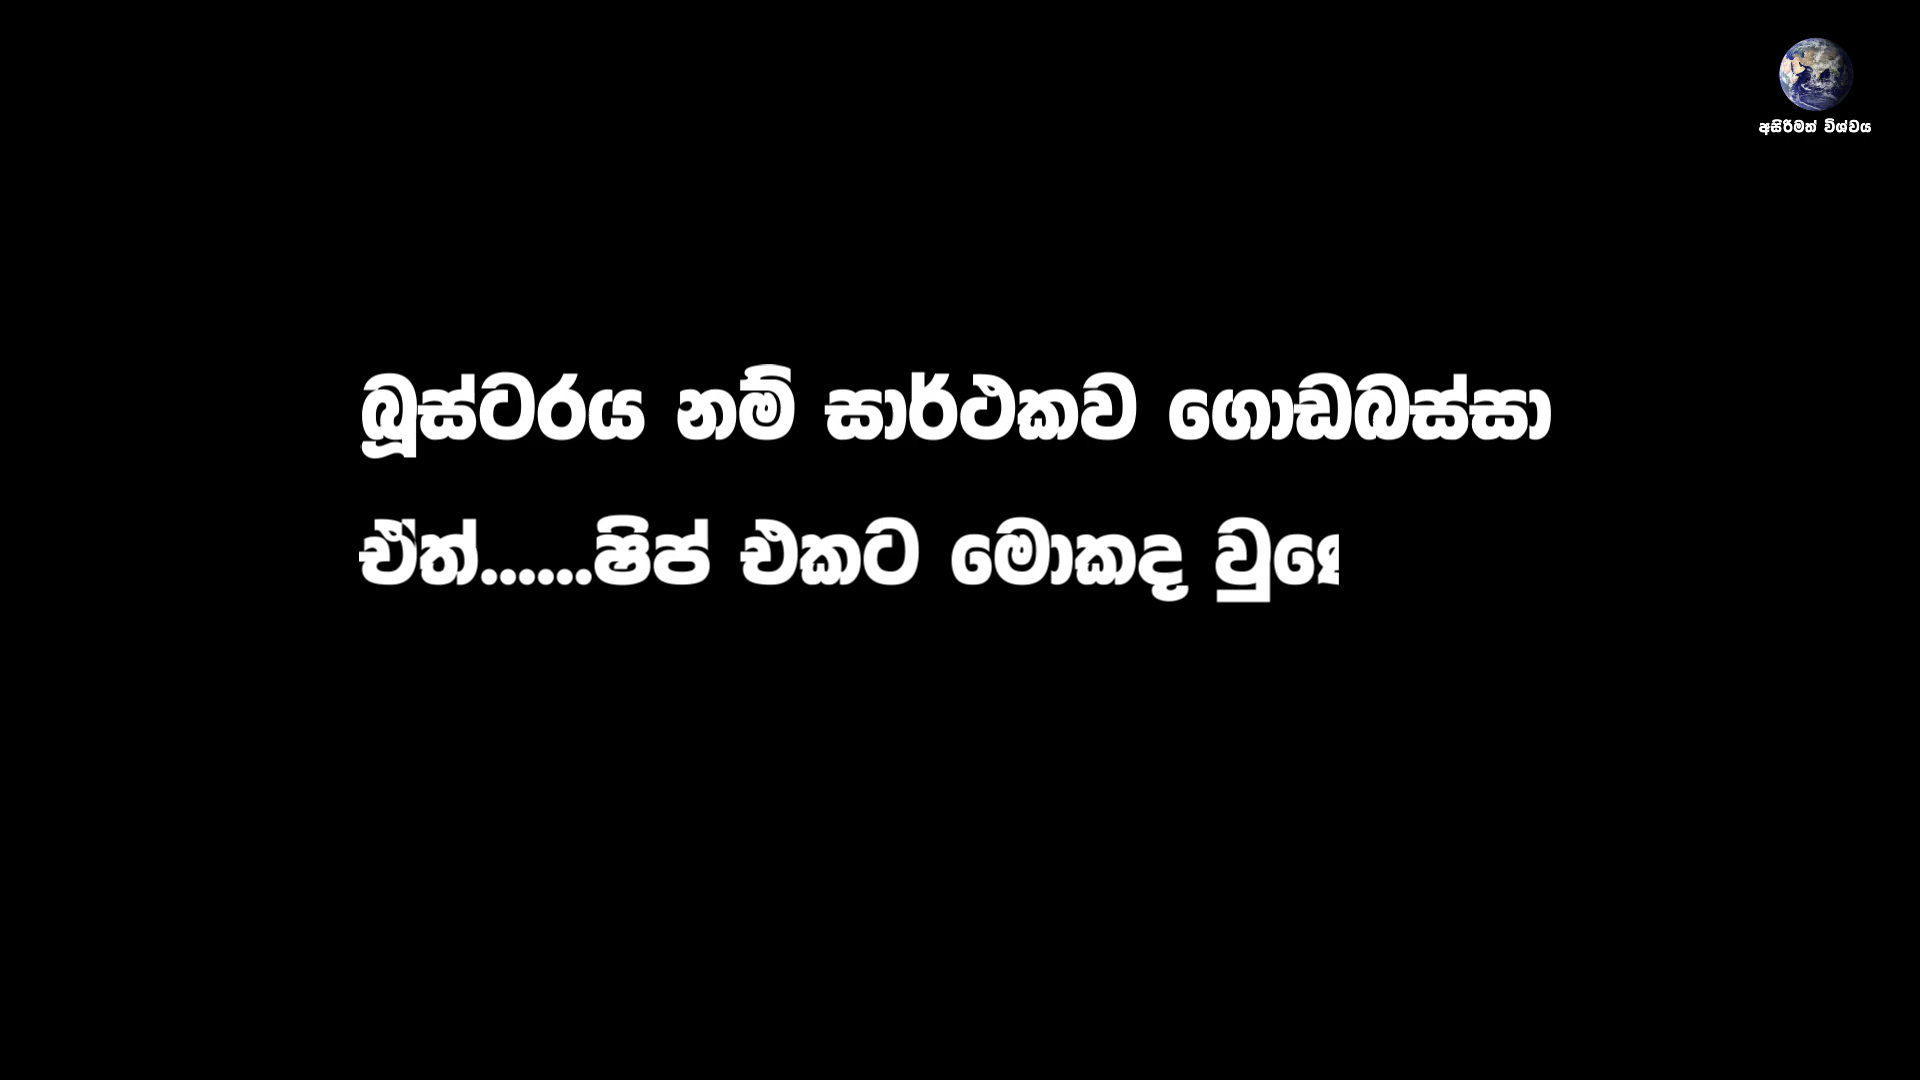 අසිරිමත් විශ්වය
බූස්ටරය නම් සාර්ථකව ගොඩබස්සා
ඒත්......ෂිප් එකට මොකද